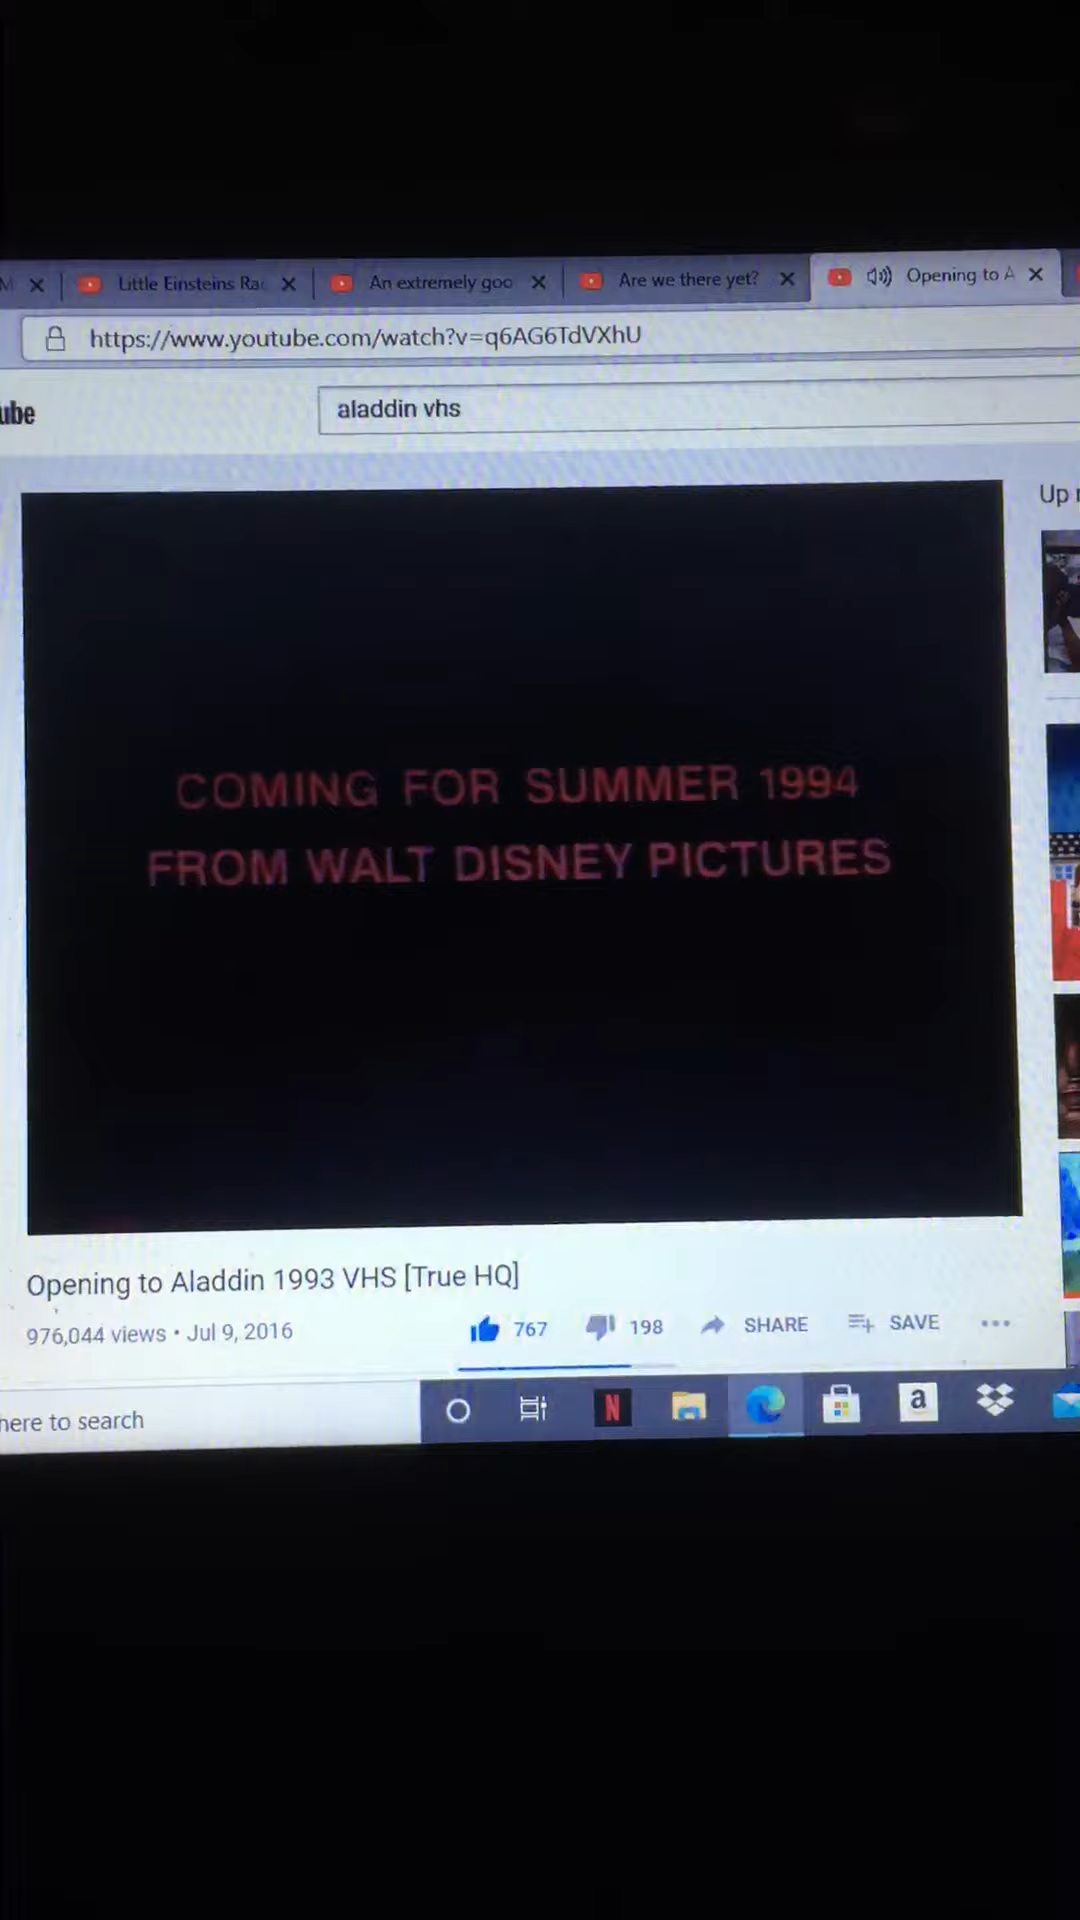 Little Einsteins Ra
An extremely goo
Are we there yet?
Opening to A
https://www.youtube.com/watch?v=q6AG6TdVXhU
ube
aladdin vhs
Up
COMING FOR SUMMER 1994
FROM WALT DISNEY PICTURES
Opening to Aladdin 1993 VHS [True HQ]
976,044 views • Jul 9, 2016
767
198
SHARE
SAVE
here to search
N
a